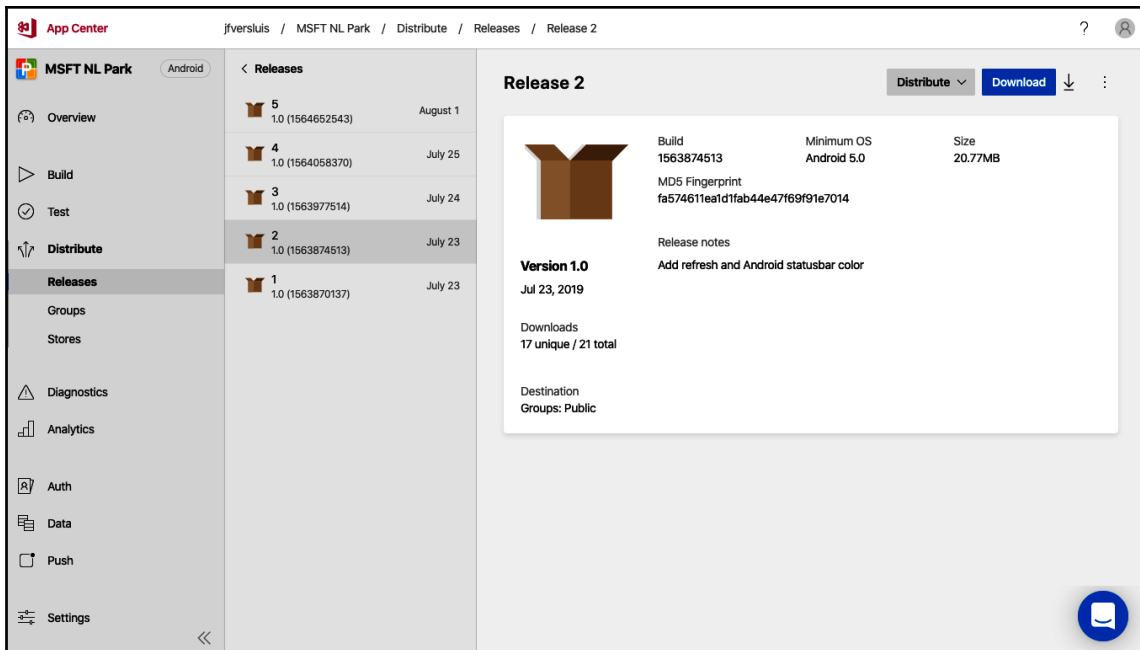 App Center
jfversluis / MSFT NL Park / Distribute / Releases / Release 2
?
MSFT NL Park
Android
Overview
Build
Test
Distribute
Releases
Groups
Stores
Diagnostics
Analytics
Auth
Data
Push
Settings
Releases
5
1.0 (1564652543)
August 1
4
1.0 (1564058370)
July 25
3
1.0 (1563977514)
July 24
2
1.0 (1563874513)
July 23
1
1.0 (1563870137)
July 23
Release 2
Distribute
Download
Build
1563874513
Minimum OS
Android 5.0
Size
20.77MB
MD5 Fingerprint
fa574611ea1d1fab44e47f69f91e7014
Release notes
Add refresh and Android statusbar color
Version 1.0
Jul 23, 2019
Downloads
17 unique / 21 total
Destination
Groups: Public